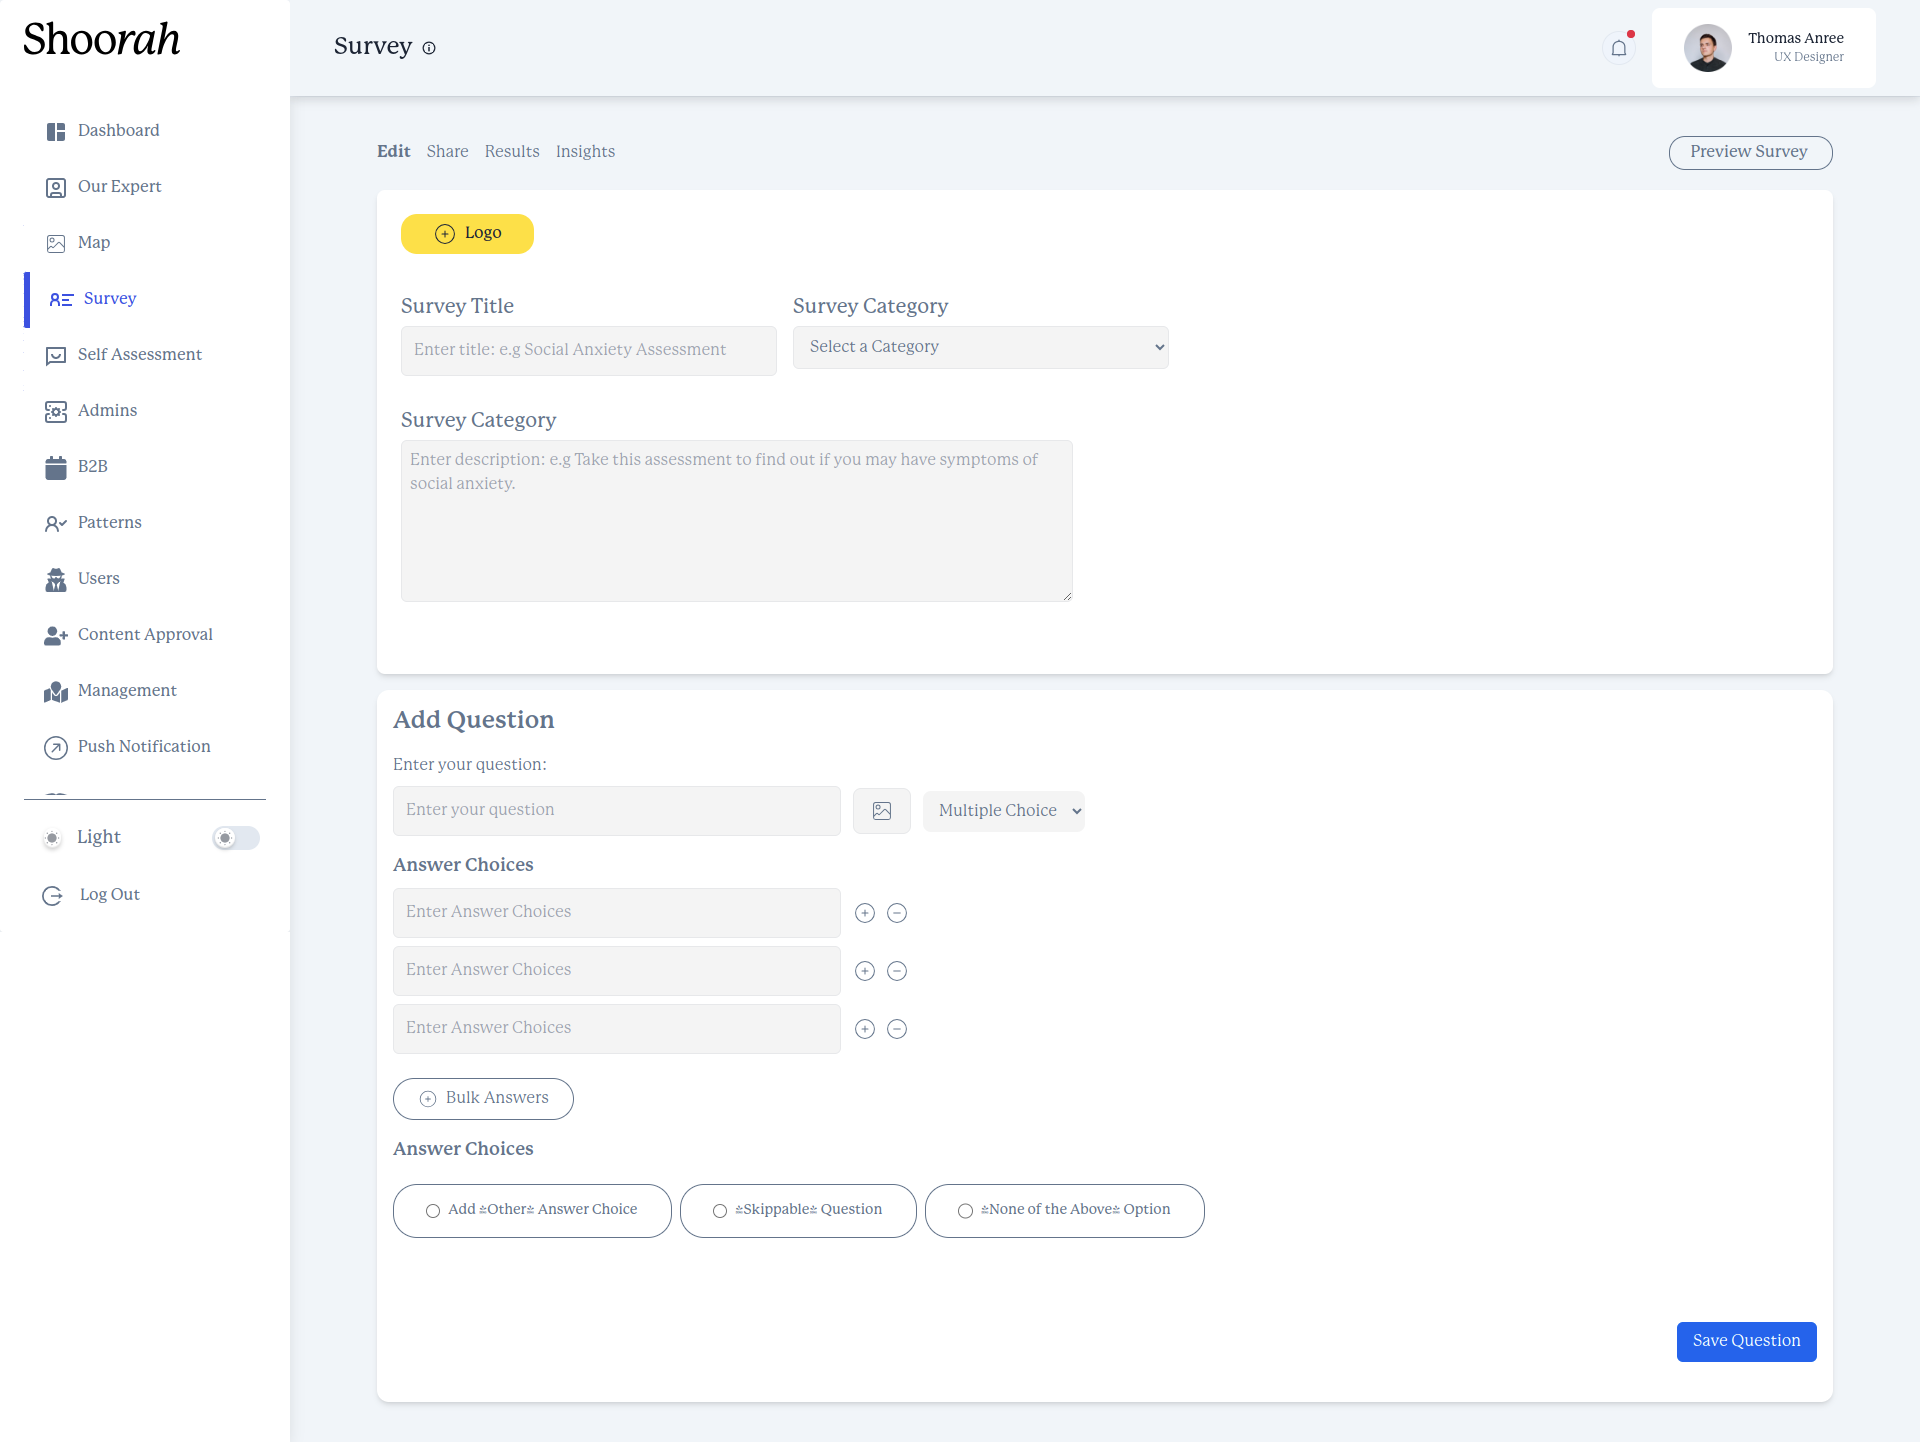 Shoorah
Survey
Thomas Anree
UX Designer
Dashboard
Our Expert
Map
Survey
Self Assessment
Admins
B2B
Patterns
Users
Content Approval
Management
Push Notification
Light
Log Out
Edit Share Results Insights
Preview Survey
Logo
Survey Title
Survey Category
Enter title: e.g Social Anxiety Assessment
Select a Category
Survey Category
Enter description: e.g Take this assessment to find out if you may have symptoms of
social anxiety.
Add Question
Enter your question:
Enter your question
Multiple Choice
Answer Choices
Enter Answer Choices
Enter Answer Choices
Enter Answer Choices
Bulk Answers
Answer Choices
Add ≐Other≐ Answer Choice
≐Skippable≐ Question
≐None of the Above≐ Option
Save Question